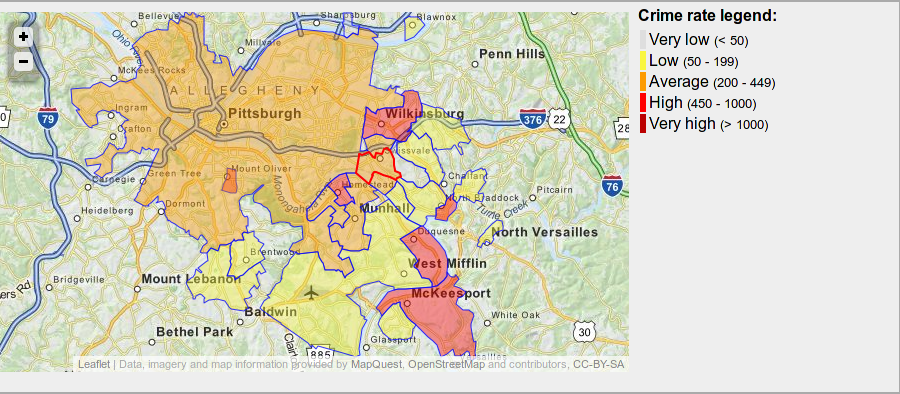 Crime rate legend:
Very low (< 50)
Low (50 - 199)
Average (200 - 449)
High (450 - 1000)
Very high (> 1000)
+
−
Bellevue
Sharpsburg
Blawnox
Ohio
Millvale
Penn Hills
McKees Rocks
ALLEGHENY
79
Ingram
Pittsburgh
Wilkinsburg
376
22
28
Crafton
Carnegie
Green Tree
Mount Oliver
Homestead
76
Pitcairn
Heidelberg
Dormont
Munhall
North Braddock
Turtle Creek
Duquesne
North Versailles
Brentwood
West Mifflin
Bridgeville
Mount Lebanon
McKeesport
Baldwin
White Oak
Bethel Park
30
Glassport
885
Leaflet | Data, imagery and map information provided by MapQuest, OpenStreetMap and contributors, CC-BY-SA